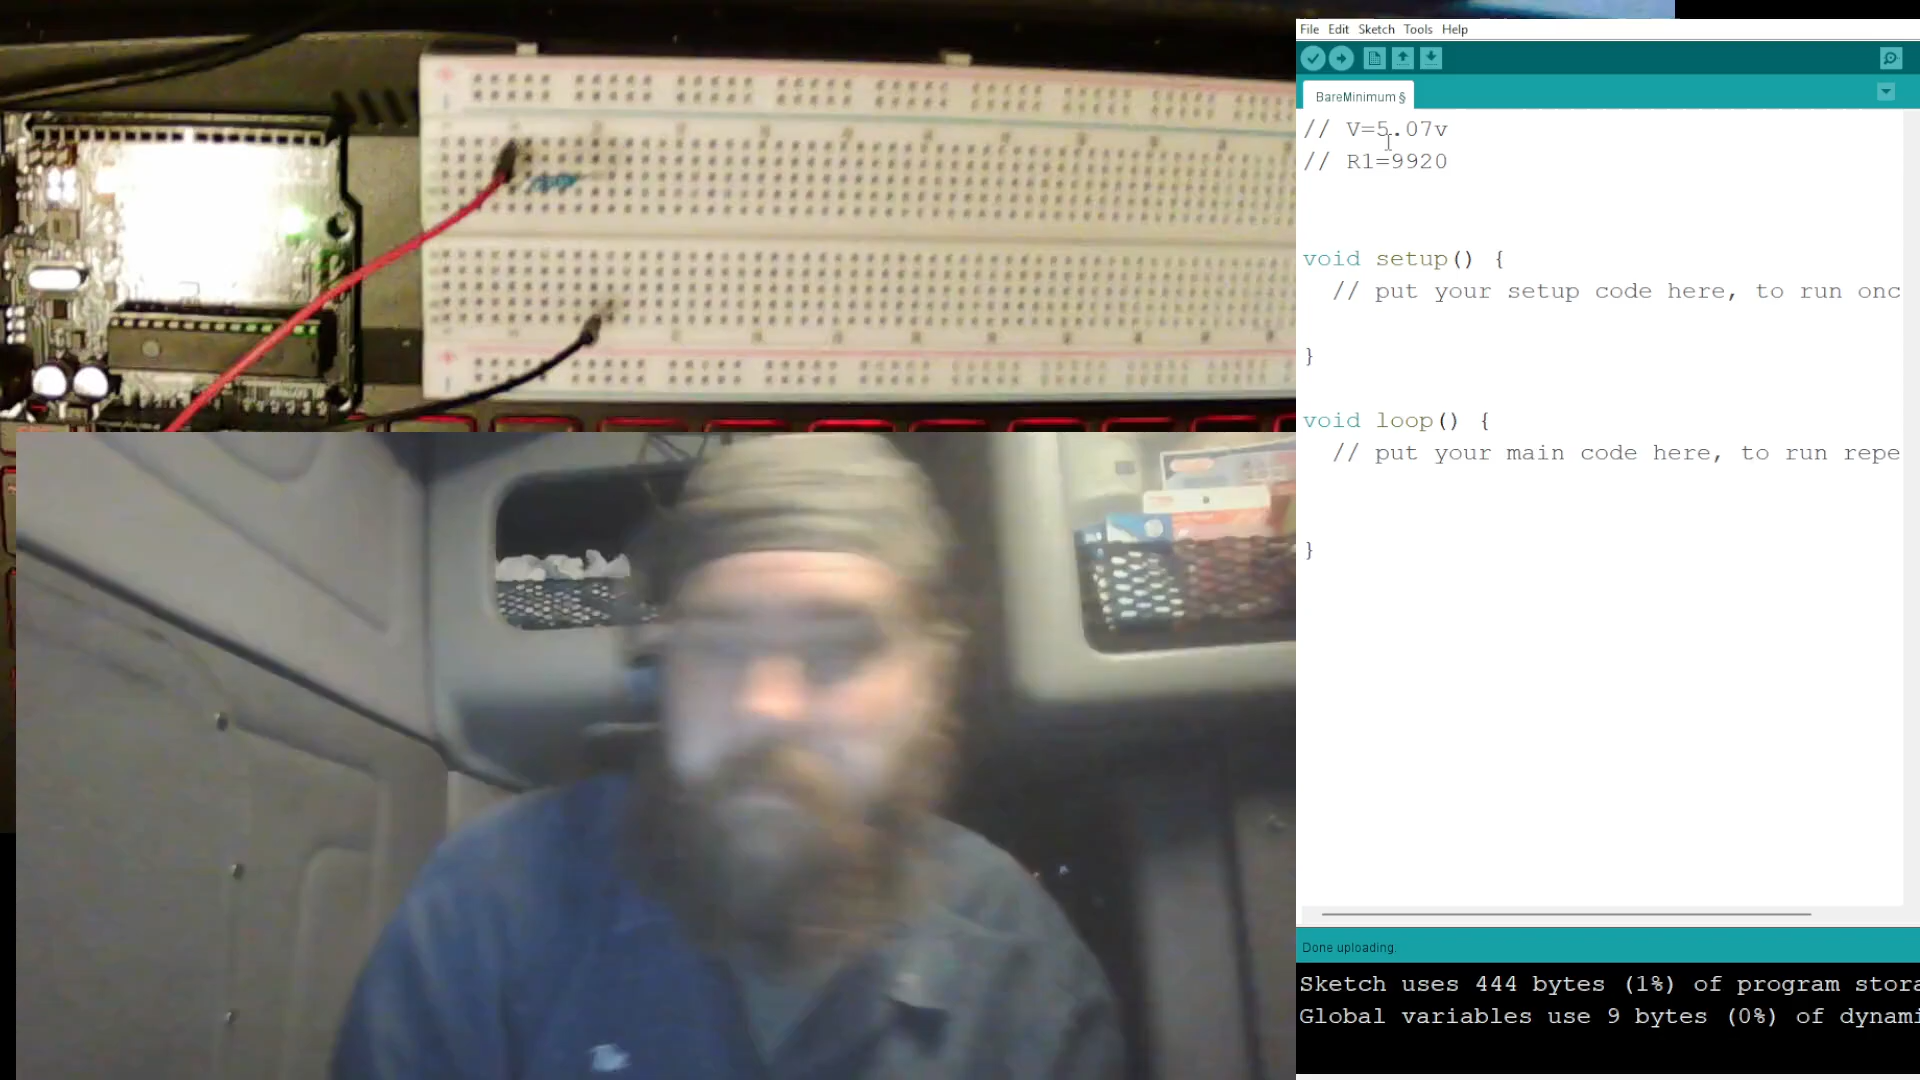 File Edit Sketch Tools Help
BareMinimum §
// V=5.07v
// R1=9920
void setup() {
// put your setup code here, to run onc
}
void loop() {
// put your main code here, to run repe
}
Done uploading.
Sketch uses 444 bytes (1%) of program stora
Global variables use 9 bytes (0%) of dynami